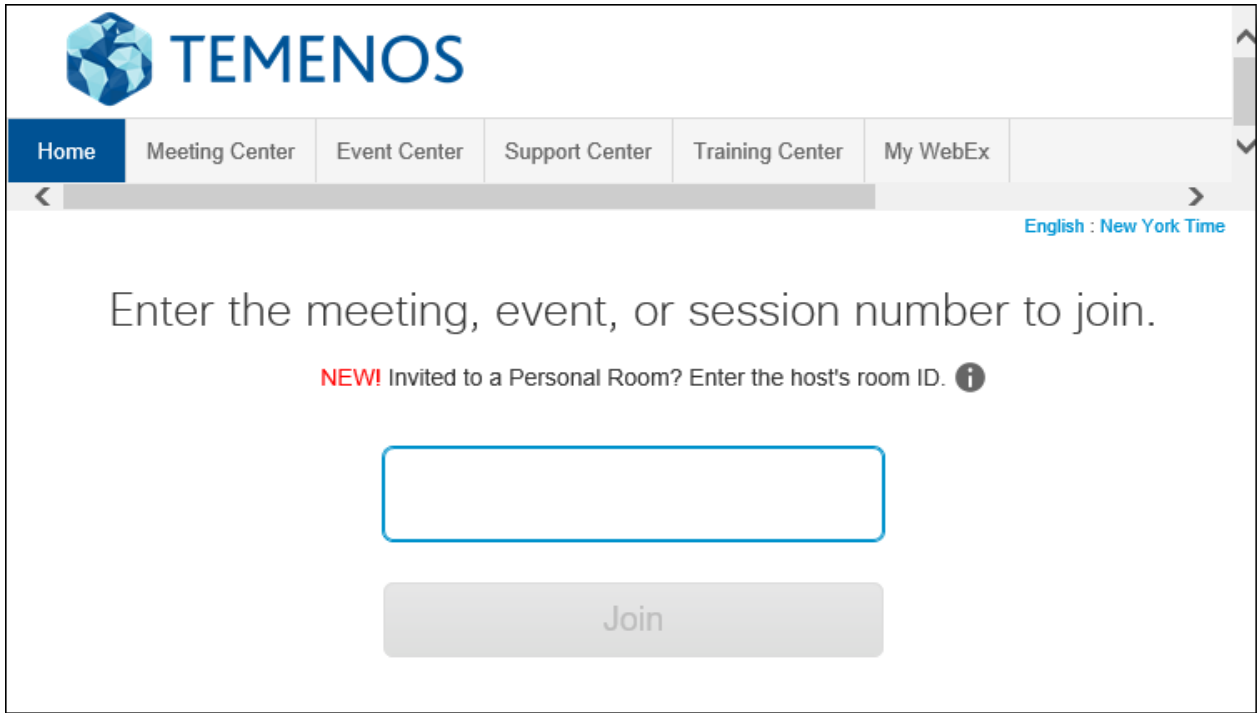 TEMENOS
Home Meeting Center Event Center Support Center Training Center My WebEx
English : New York Time
Enter the meeting, event, or session number to join.
NEW! Invited to a Personal Room? Enter the host's room ID. i
Join